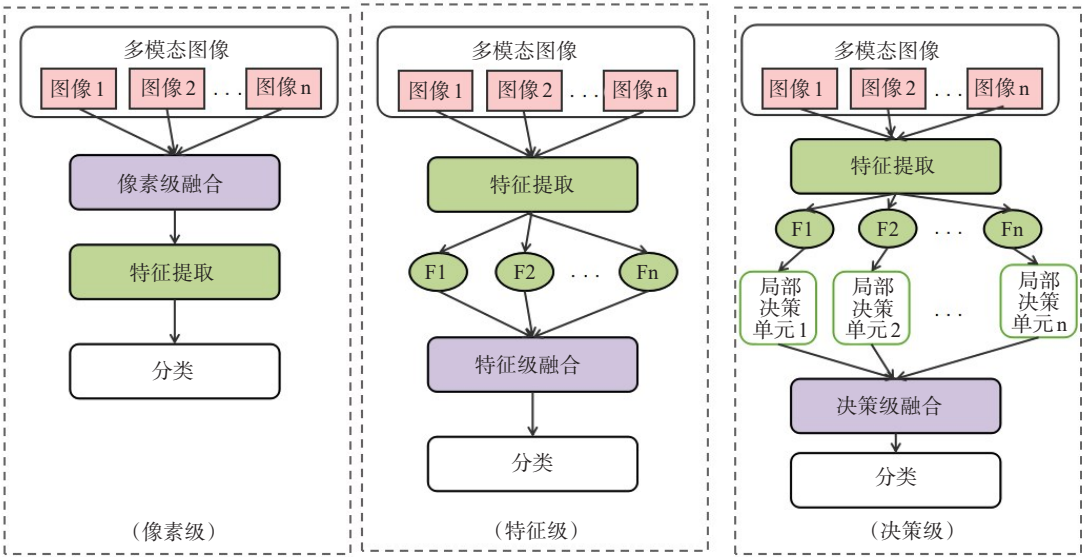 多模态图像
图像1
图像2
...
图像n
像素级融合
特征提取
分类
(像素级)
多模态图像
图像1
图像2
...
图像n
特征提取
F1
F2
...
Fn
特征级融合
分类
(特征级)
多模态图像
图像1
图像2
...
图像n
特征提取
F1
F2
...
Fn
局部
决策
单元1
局部
决策
单元2
...
局部
决策
单元n
决策级融合
分类
(决策级)